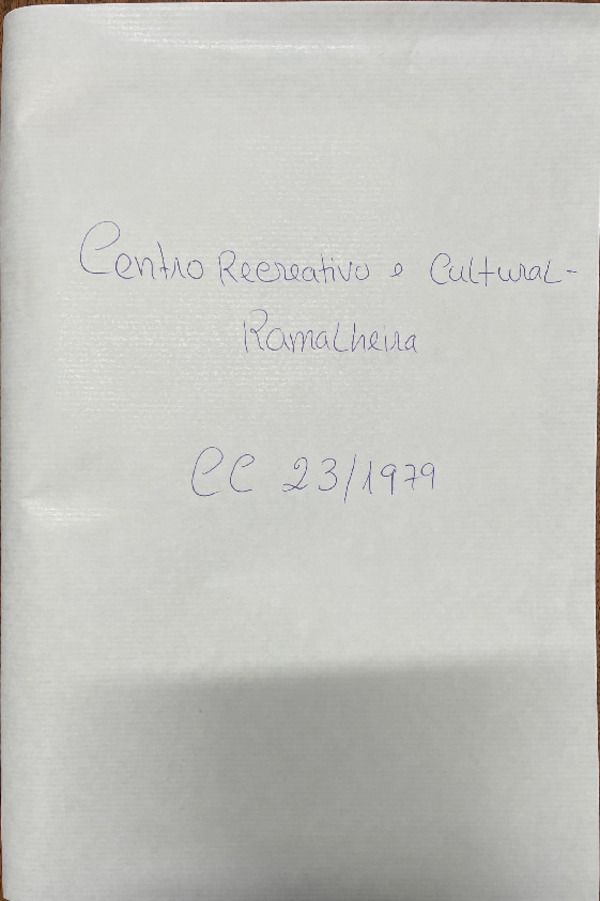 Centro Recreativo e Cultural-
Ramalheira
CC 23/1979